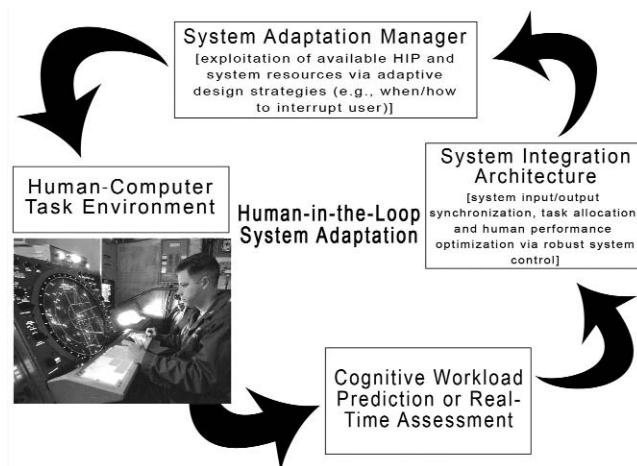 System Adaptation Manager
[exploitation of available HIP and
system resources via adaptive
design strategies (e.g., when/how
to interrupt user)]
Human-Computer
Task Environment
Human-in-the-Loop
System Adaptation
System Integration
Architecture
[system input/output
synchronization, task allocation
and human performance
optimization via robust system
control]
Cognitive Workload
Prediction or Real-
Time Assessment